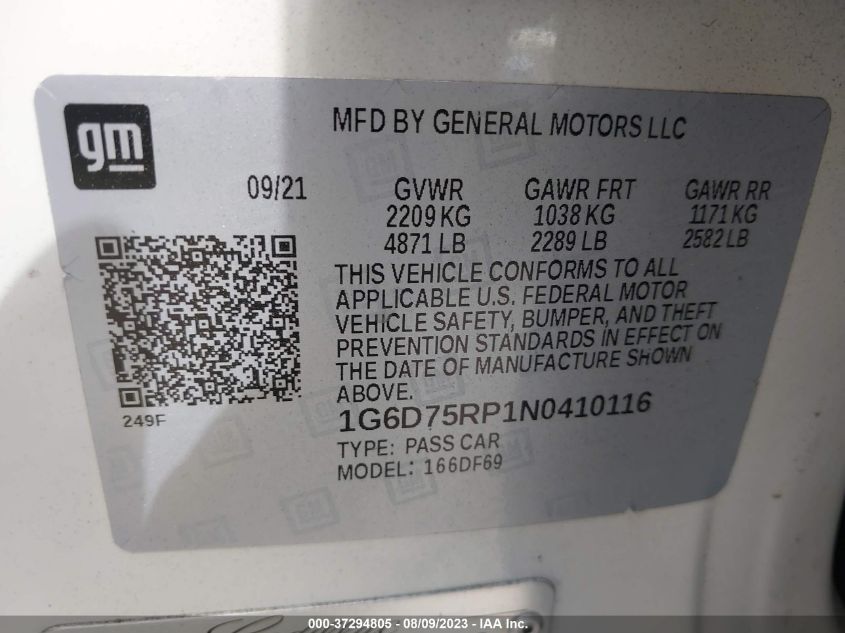 gm
MFD BY GENERAL MOTORS LLC
09/21 GVWR GAWR FRT GAWR RR
2209 KG 1038 KG 1171 KG
4871 LB 2289 LB 2582 LB
THIS VEHICLE CONFORMS TO ALL
APPLICABLE U.S. FEDERAL MOTOR
VEHICLE SAFETY, BUMPER, AND THEFT
PREVENTION STANDARDS IN EFFECT ON
THE DATE OF MANUFACTURE SHOWN
ABOVE.
249F
1G6D75RP1N0410116
TYPE: PASS CAR
MODEL: 166DF69
000-37294805 - 08/09/2023 - IAA Inc.